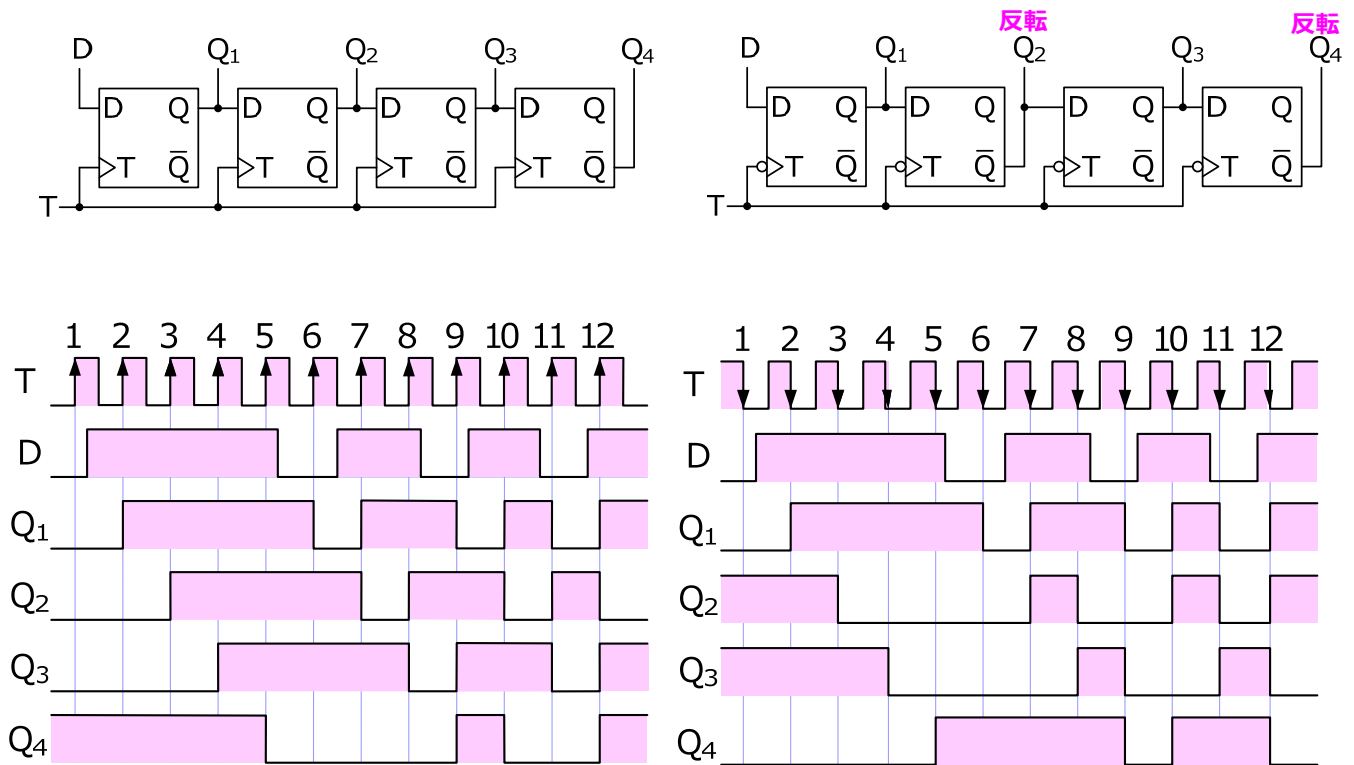 反転 反転
D Q1 Q2 Q3 Q4 D Q1 Q2 Q3 Q4
D Q D Q D Q D Q D Q D Q D Q D Q
T Q̅ T Q̅ T Q̅ T Q̅ T Q̅ T Q̅ T Q̅ T Q̅
T T
1 2 3 4 5 6 7 8 9 10 11 12
T
D
Q1
Q2
Q3
Q4
1 2 3 4 5 6 7 8 9 10 11 12
T
D
Q1
Q2
Q3
Q4